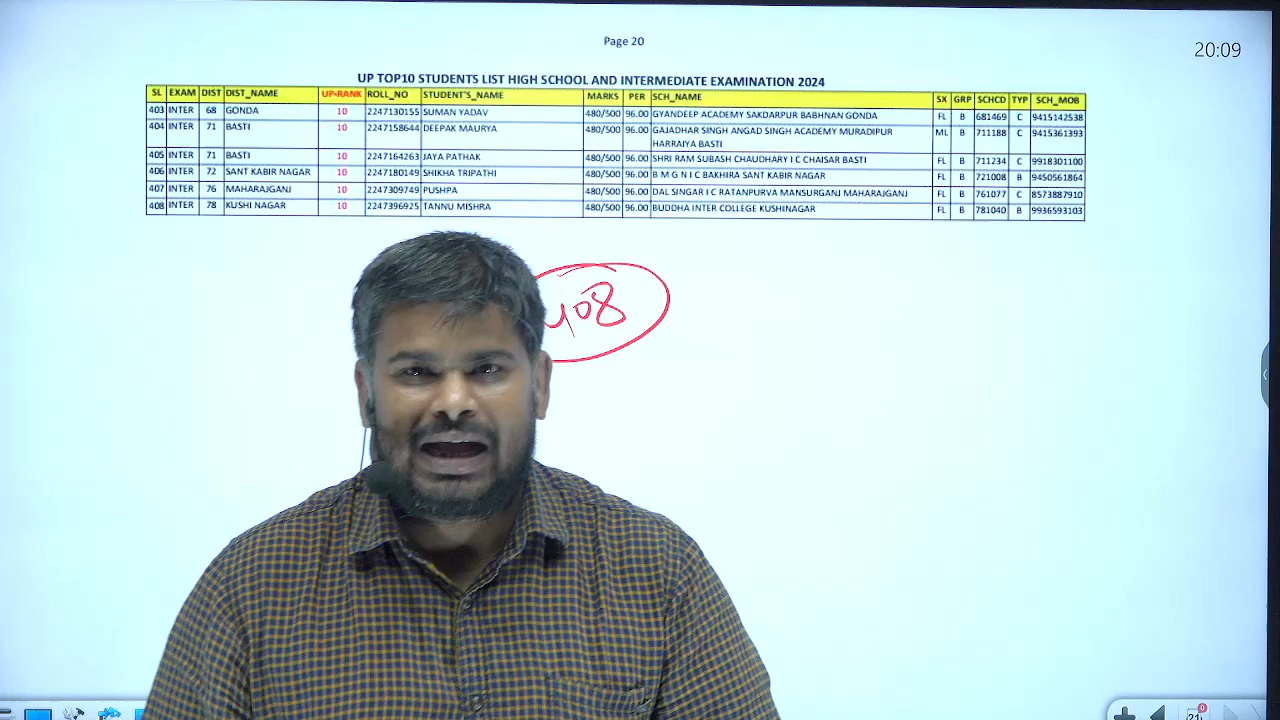 Page 20
20:09
UP TOP10 STUDENTS LIST HIGH SCHOOL AND INTERMEDIATE EXAMINATION 2024
SL EXAM DIST DIST_NAME UP-RANK ROLL_NO STUDENT'S_NAME MARKS PER SCH_NAME SX GRP SCHCD TYP SCH_MOB
403 INTER 68 GONDA 10 2247130155 SUMAN YADAV 480/500 96.00 GYANDEEP ACADEMY SAKDARPUR BABHNAN GONDA FL B 681469 C 9415142538
404 INTER 71 BASTI 10 2247158644 DEEPAK MAURYA 480/500 96.00 GAJADHAR SINGH ANGAD SINGH ACADEMY MURADIPUR HARRAIYA BASTI ML B 711188 C 9415361393
405 INTER 71 BASTI 10 2247164263 JAYA PATHAK 480/500 96.00 SHRI RAM SUBASH CHAUDHARY I C CHAISAR BASTI FL B 711234 C 9918301100
406 INTER 72 SANT KABIR NAGAR 10 2247180149 SHIKHA TRIPATHI 480/500 96.00 B M G N I C BAKHIRA SANT KABIR NAGAR FL B 721008 B 9450561864
407 INTER 76 MAHARAJGANJ 10 2247309749 PUSHPA 480/500 96.00 DAL SINGAR I C RATANPURVA MANSURGANJ MAHARAJGANJ FL B 761077 C 8573887910
408 INTER 78 KUSHI NAGAR 10 2247396925 TANNU MISHRA 480/500 96.00 BUDDHA INTER COLLEGE KUSHINAGAR FL B 781040 B 9936593103
408